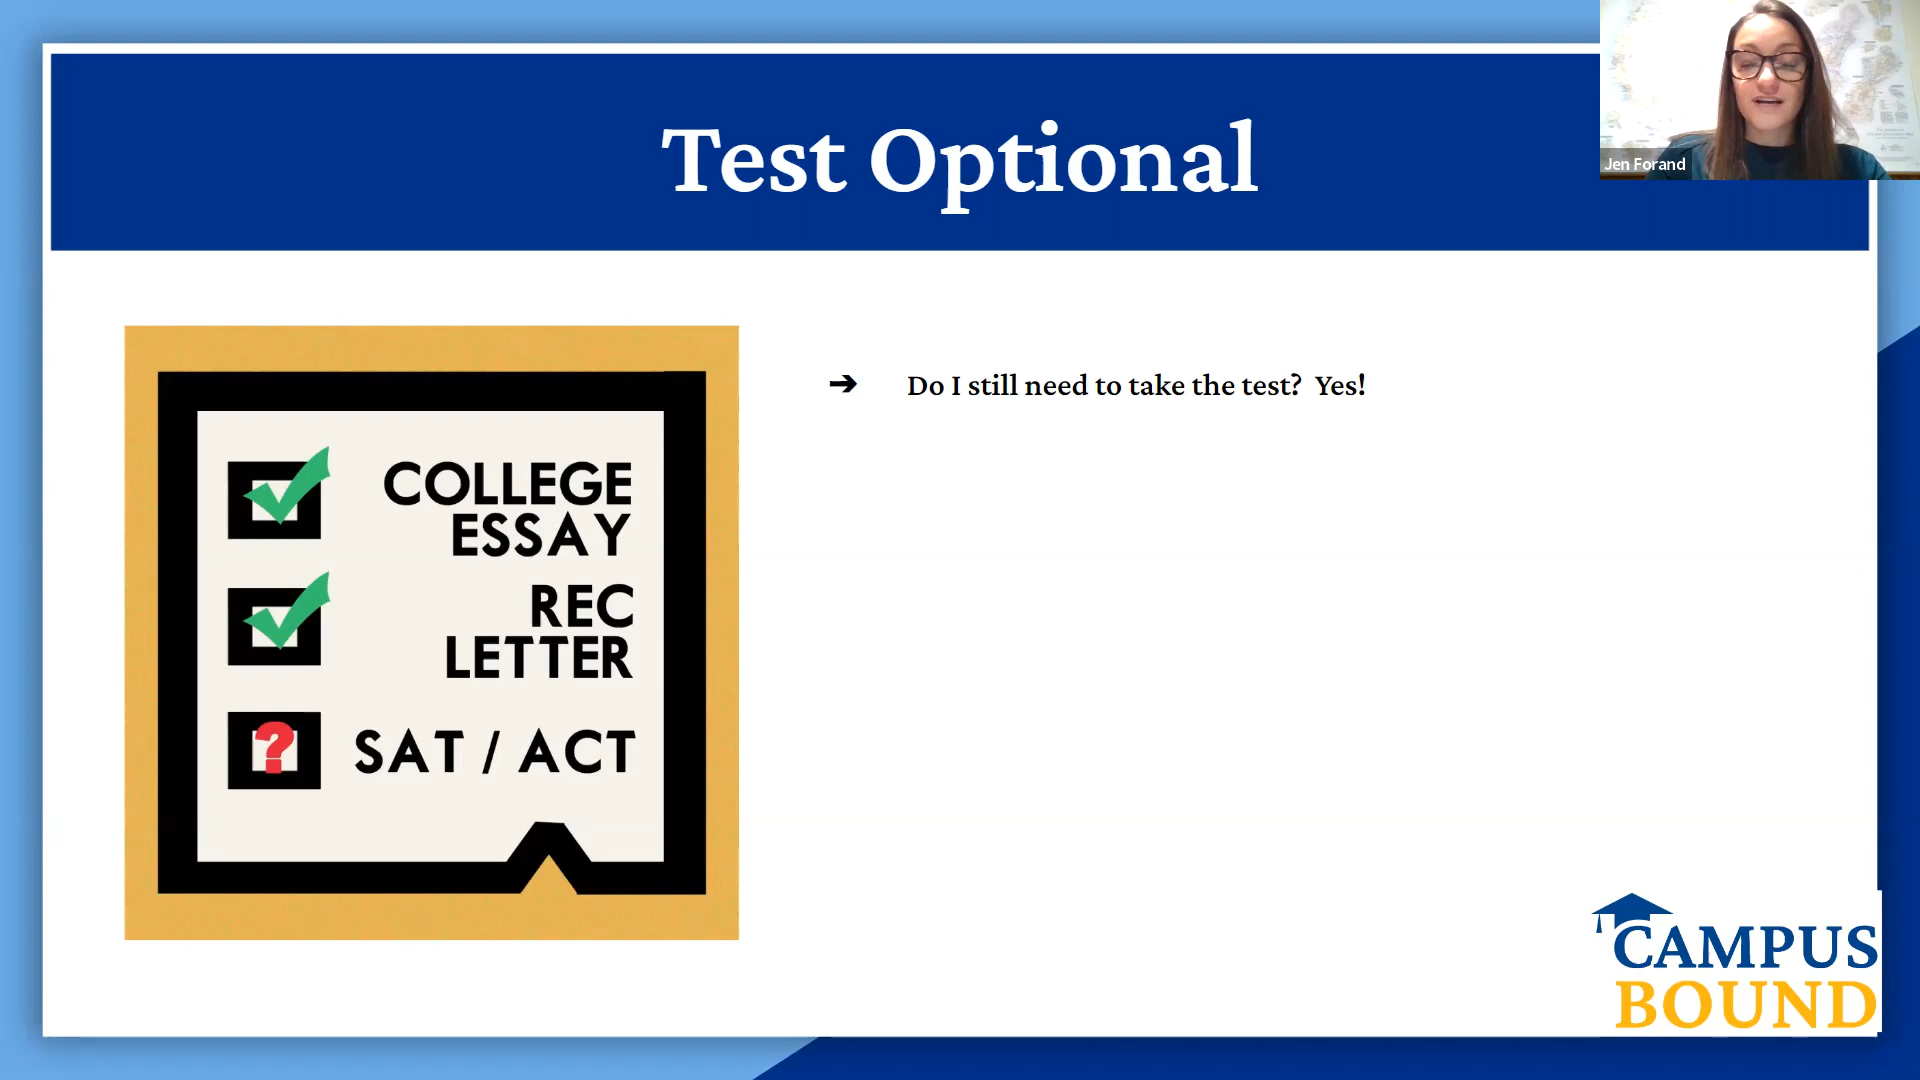 Test Optional
Jen Forand
➔ Do I still need to take the test? Yes!
COLLEGE
ESSAY
REC
LETTER
? SAT / ACT
CAMPUS
BOUND